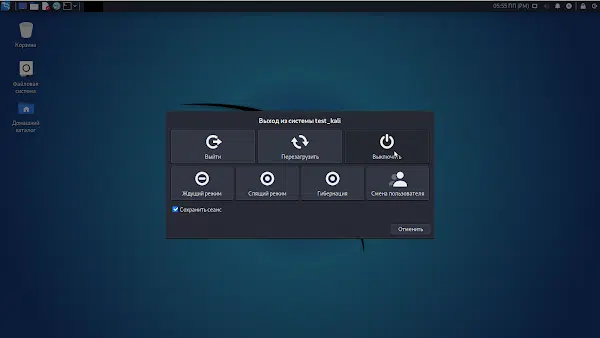 05:55 ПП (PM)
Корзина
Файловая
система
Домашний
каталог
Выход из системы test_kali
Выйти
Перезагрузить
Выключить
Ждущий режим
Спящий режим
Гибернация
Смена пользователя
Сохранить сеанс
Отменить